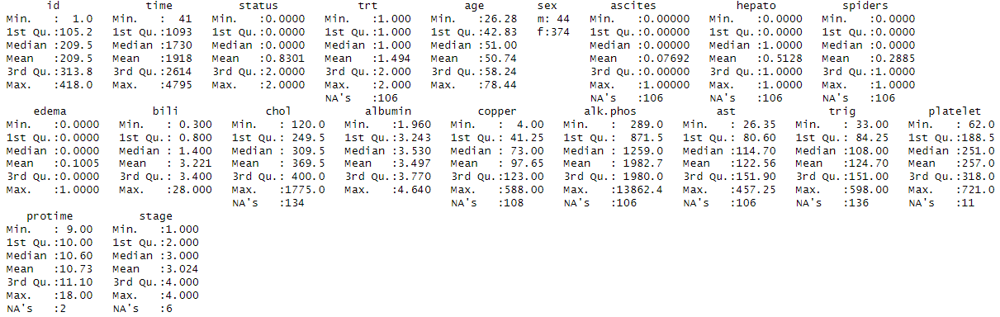 id time status trt age sex ascites hepato spiders
Min. : 1.0 Min. : 41 Min. :0.0000 Min. :1.000 Min. :26.28 m: 44 Min. :0.00000 Min. :0.0000 Min. :0.0000
1st Qu.:105.2 1st Qu.:1093 1st Qu.:0.0000 1st Qu.:1.000 1st Qu.:42.83 f:374 1st Qu.:0.00000 1st Qu.:0.0000 1st Qu.:0.0000
Median :209.5 Median :1730 Median :0.0000 Median :1.000 Median :51.00 Median :0.00000 Median :1.0000 Median :0.0000
Mean :209.5 Mean :1918 Mean :0.8301 Mean :1.494 Mean :50.74 Mean :0.07692 Mean :0.5128 Mean :0.2885
3rd Qu.:313.8 3rd Qu.:2614 3rd Qu.:2.0000 3rd Qu.:2.000 3rd Qu.:58.24 3rd Qu.:0.00000 3rd Qu.:1.0000 3rd Qu.:1.0000
Max. :418.0 Max. :4795 Max. :2.0000 Max. :2.000 Max. :78.44 Max. :1.00000 Max. :1.0000 Max. :1.0000
NA's :106 NA's :106 NA's :106 NA's :106
edema bili chol albumin copper alk.phos ast trig platelet
Min. :0.0000 Min. : 0.300 Min. : 120.0 Min. :1.960 Min. : 4.00 Min. : 289.0 Min. : 26.35 Min. : 33.00 Min. : 62.0
1st Qu.:0.0000 1st Qu.: 0.800 1st Qu.: 249.5 1st Qu.:3.243 1st Qu.: 41.25 1st Qu.: 871.5 1st Qu.: 80.60 1st Qu.: 84.25 1st Qu.:188.5
Median :0.0000 Median : 1.400 Median : 309.5 Median :3.530 Median : 73.00 Median : 1259.0 Median :114.70 Median :108.00 Median :251.0
Mean :0.1005 Mean : 3.221 Mean : 369.5 Mean :3.497 Mean : 97.65 Mean : 1982.7 Mean :122.56 Mean :124.70 Mean :257.0
3rd Qu.:0.0000 3rd Qu.: 3.400 3rd Qu.: 400.0 3rd Qu.:3.770 3rd Qu.:123.00 3rd Qu.: 1980.0 3rd Qu.:151.90 3rd Qu.:151.00 3rd Qu.:318.0
Max. :1.0000 Max. :28.000 Max. :1775.0 Max. :4.640 Max. :588.00 Max. :13862.4 Max. :457.25 Max. :598.00 Max. :721.0
NA's :134 NA's :108 NA's :106 NA's :106 NA's :136 NA's :11
protime stage
Min. : 9.00 Min. :1.000
1st Qu.:10.00 1st Qu.:2.000
Median :10.60 Median :3.000
Mean :10.73 Mean :3.024
3rd Qu.:11.10 3rd Qu.:4.000
Max. :18.00 Max. :4.000
NA's :2 NA's :6